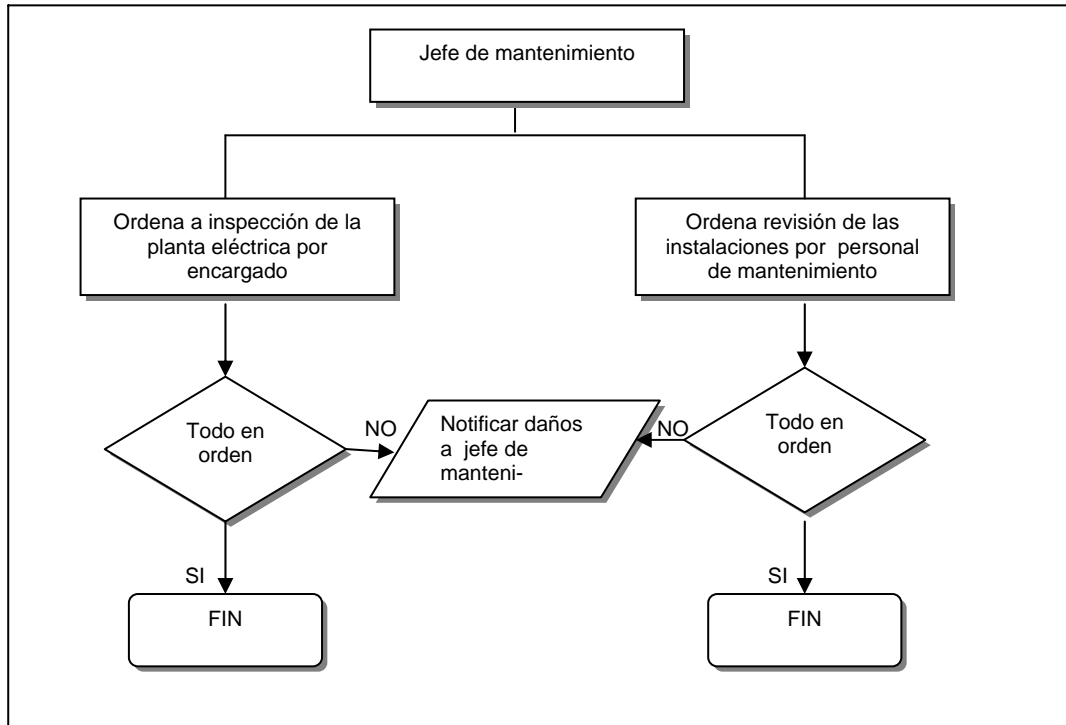 Jefe de mantenimiento
Ordena a inspección de la
planta eléctrica por
encargado
Ordena revisión de las
instalaciones por personal
de mantenimiento
Todo en
orden
NO
Notificar daños
a jefe de
manteni-
NO
Todo en
orden
SI
FIN
SI
FIN